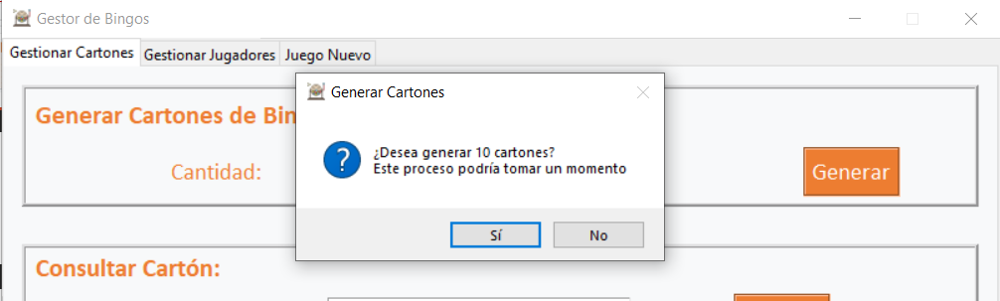 Gestor de Bingos
Gestionar Cartones
Gestionar Jugadores
Juego Nuevo
Generar Cartones
Generar Cartones de Bin
¿Desea generar 10 cartones?
Este proceso podría tomar un momento
Cantidad:
Generar
Sí
No
Consultar Cartón: